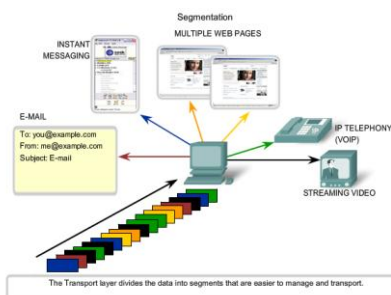 Segmentation
INSTANT
MESSAGING
MULTIPLE WEB PAGES
E-MAIL
To: you@example.com
From: me@example.com
Subject: E-mail
IP TELEPHONY
(VOIP)
STREAMING VIDEO
The Transport layer divides the data into segments that are easier to manage and transport.